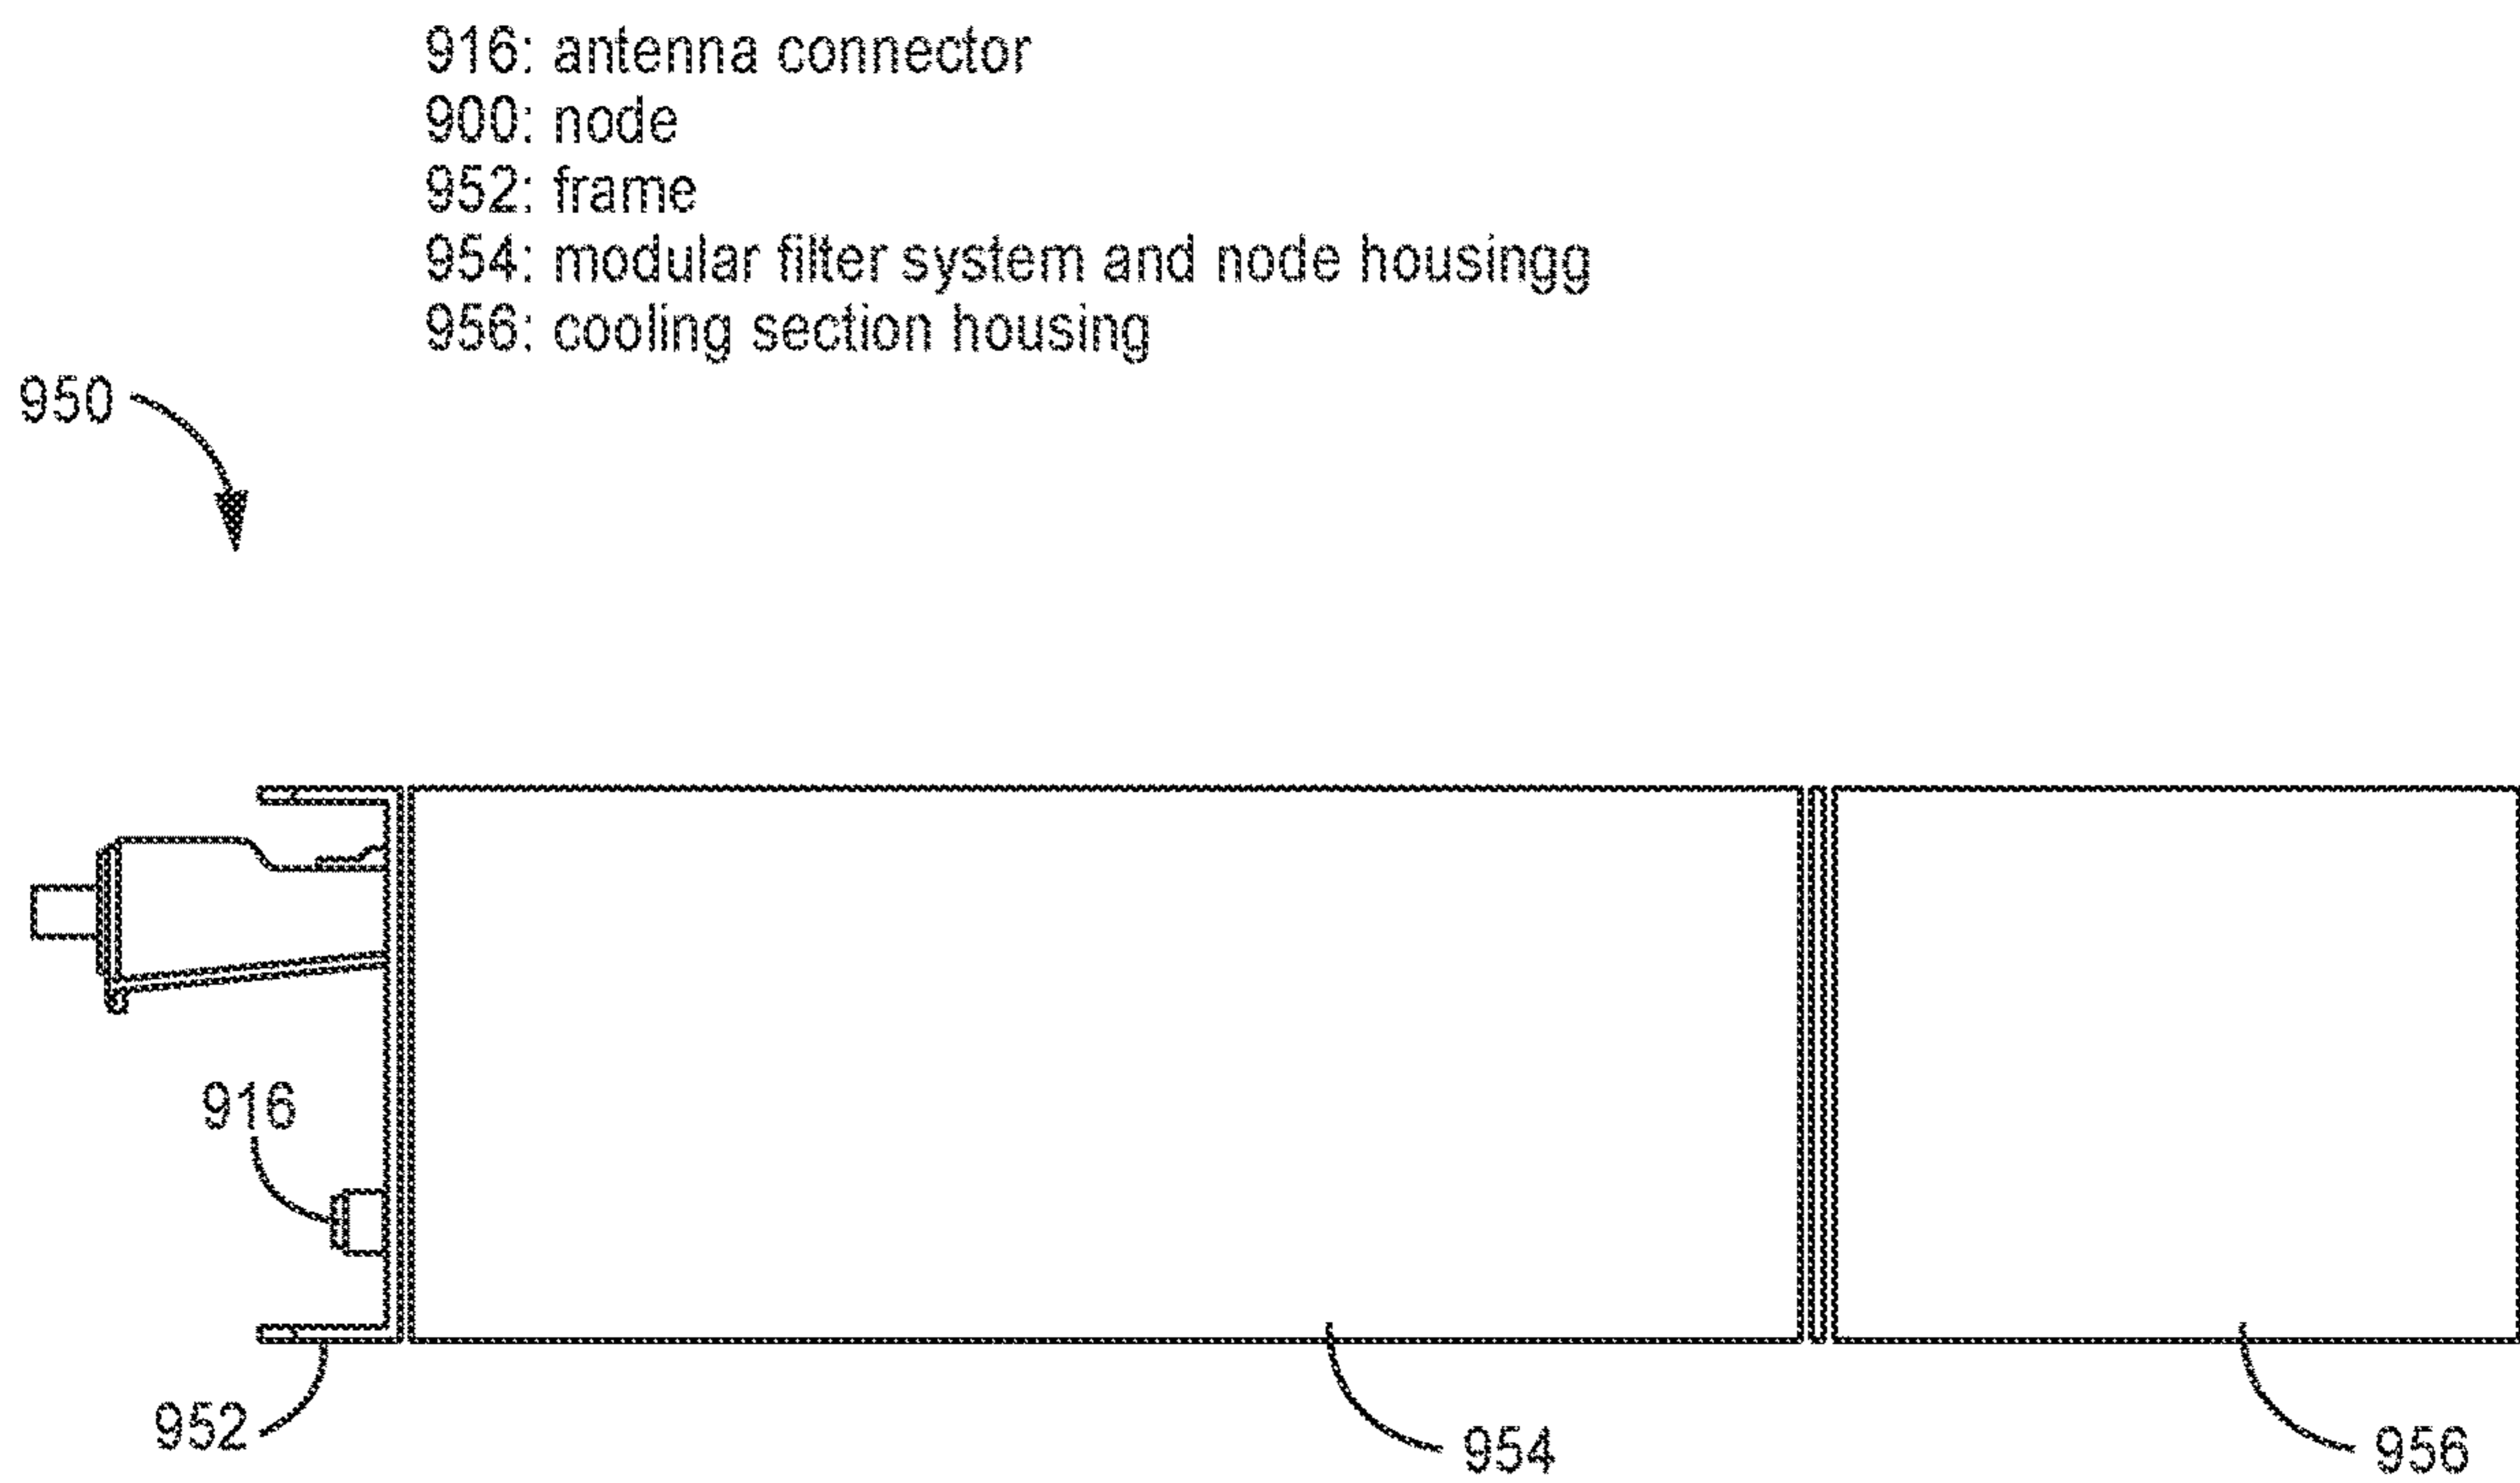 916: antenna connector
900: node
952: frame
954: modular filter system and node housingg
956: cooling section housing
950
916
952
954
956